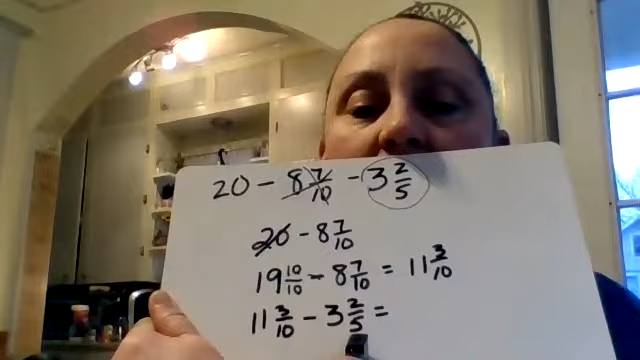 20 - 8 7/10 - 3 2/5
20 - 8 7/10
19 10/10 - 8 7/10 = 11 3/10
11 3/10 - 3 2/5 =